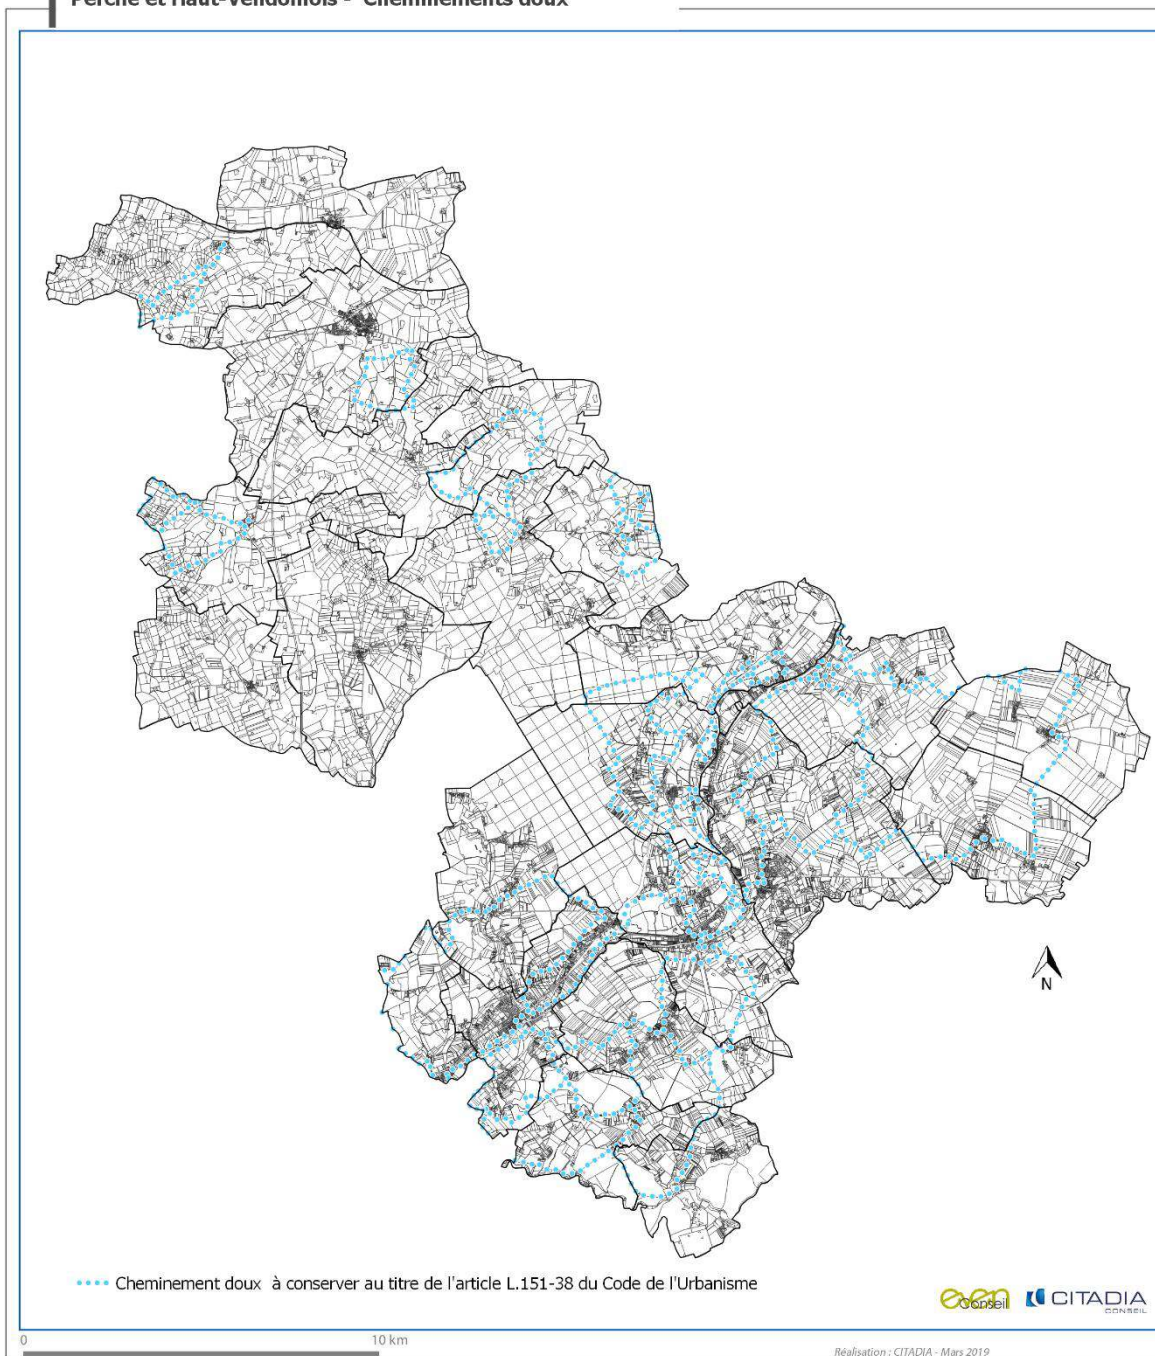 Perche et Haut-Vendômois - Cheminements doux
N
Cheminement doux à conserver au titre de l'article L.151-38 du Code de l'Urbanisme
even Conseil
CITADIA CONSEIL
0 10 km
Réalisation : CITADIA - Mars 2019